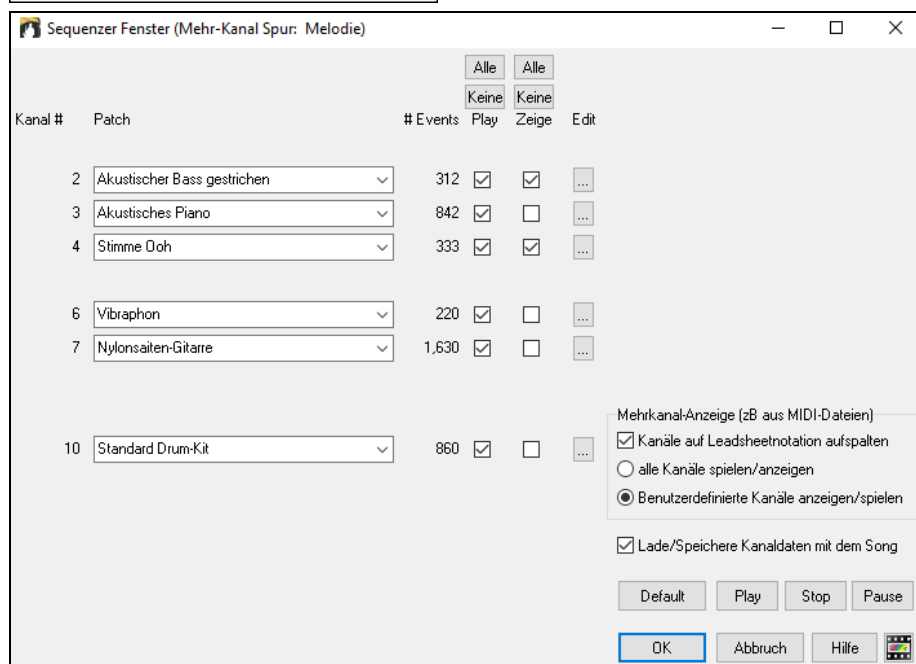 Sequenzer Fenster (Mehr-Kanal Spur: Melodie)
Alle Alle
Keine Keine
Kanal # Patch # Events Play Zeige Edit
2 Akustischer Bass gestrichen 312 ...
3 Akustisches Piano 842 ...
4 Stimme Ooh 333 ...
6 Vibraphon 220 ...
7 Nylonsaiten-Gitarre 1,630 ...
10 Standard Drum-Kit 860 ...
Mehrkanal-Anzeige (zB aus MIDI-Dateien)
Kanäle auf Leadsheetnotation aufspalten
alle Kanäle spielen/anzeigen
Benutzerdefinierte Kanäle anzeigen/spielen
Lade/Speichere Kanaldaten mit dem Song
Default Play Stop Pause
OK Abbruch Hilfe